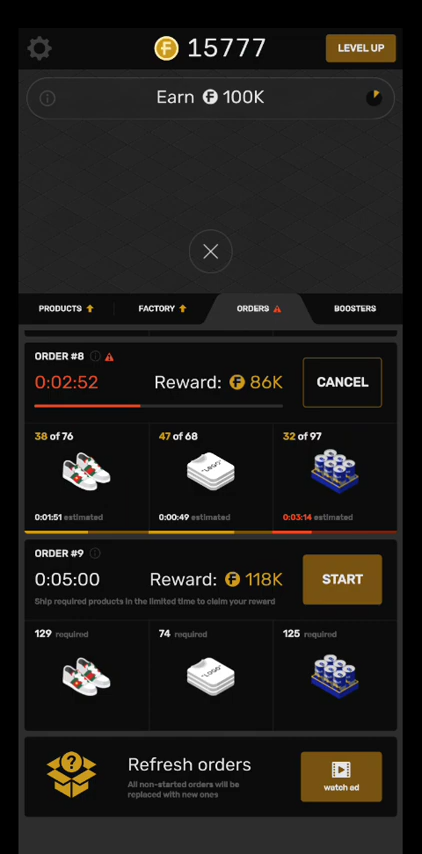 15777
LEVEL UP
Earn 100K
PRODUCTS
FACTORY
ORDERS
BOOSTERS
ORDER #8
0:02:52
Reward: 86K
CANCEL
38 of 76
47 of 68
32 of 97
"LOGO"
0:01:51 estimated
0:00:49 estimated
0:03:14 estimated
ORDER #9
0:05:00
Reward: 118K
START
Ship required products in the limited time to claim your reward
129 required
74 required
125 required
"LOGO"
Refresh orders
All non-started orders will be
replaced with new ones
watch ad